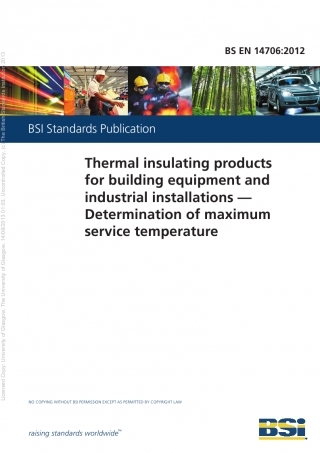 BS EN 14706:2012
BSI Standards Publication
Thermal insulating products
for building equipment and
industrial installations —
Determination of maximum
service temperature
NO COPYING WITHOUT BSI PERMISSION EXCEPT AS PERMITTED BY COPYRIGHT LAW
raising standards worldwide™
BSi